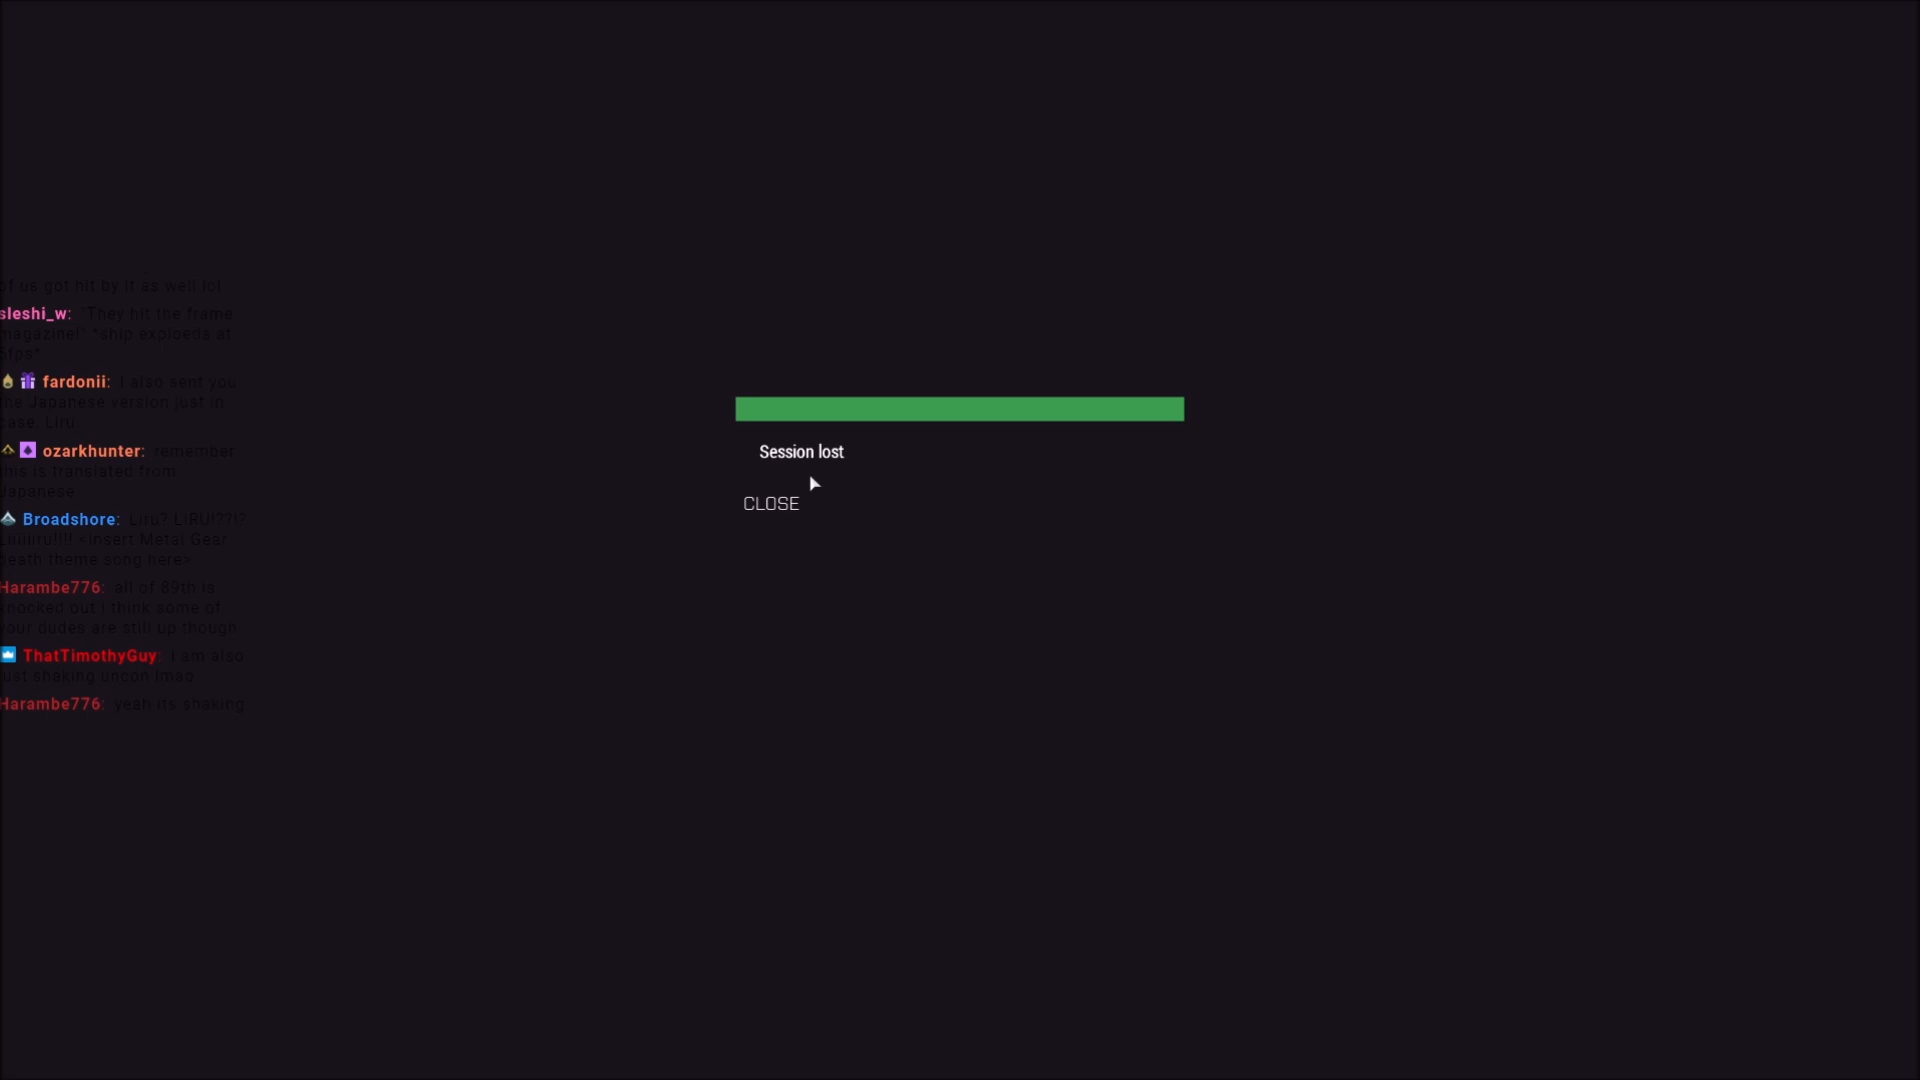 of us got hit by it as well lol
sleshi_w: "They hit the frame
magazine!" *ship exploeds at
5fps*
fardonii: I also sent you
the Japanese version just in
case, Liru.
ozarkhunter: remember
this is translated from
Japanese
Broadshore: Liru? LiRU!??!?
<insert Metal Gear
death theme song here>
Harambe776: all of 89th is
knocked out i think some of
your dudes are still up though
ThatTimothyGuy: I am also
just shaking uncon lmao
Harambe776: yeah its shaking
Session lost
CLOSE